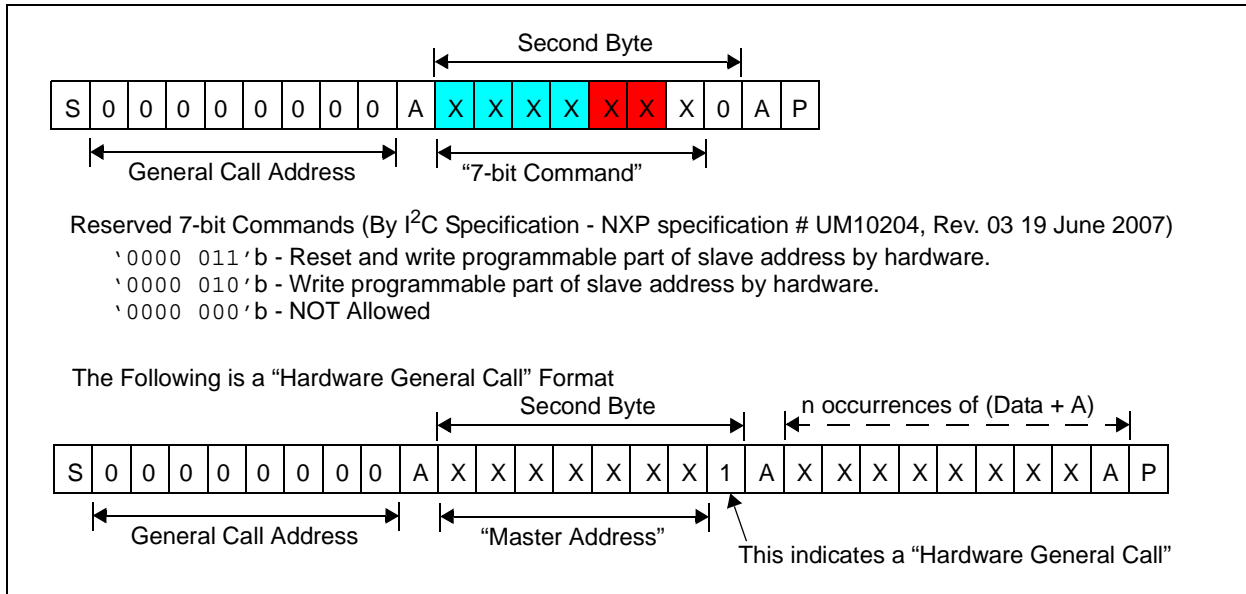 Second Byte
S 0 0 0 0 0 0 0 0 A X X X X X X X 0 A P
General Call Address “7-bit Command”
Reserved 7-bit Commands (By I²C Specification - NXP specification # UM10204, Rev. 03 19 June 2007)
‘0000 011’b - Reset and write programmable part of slave address by hardware.
‘0000 010’b - Write programmable part of slave address by hardware.
‘0000 000’b - NOT Allowed
The Following is a “Hardware General Call” Format
Second Byte n occurrences of (Data + A)
S 0 0 0 0 0 0 0 0 A X X X X X X X 1 A X X X X X X X X A P
General Call Address “Master Address”
This indicates a “Hardware General Call”